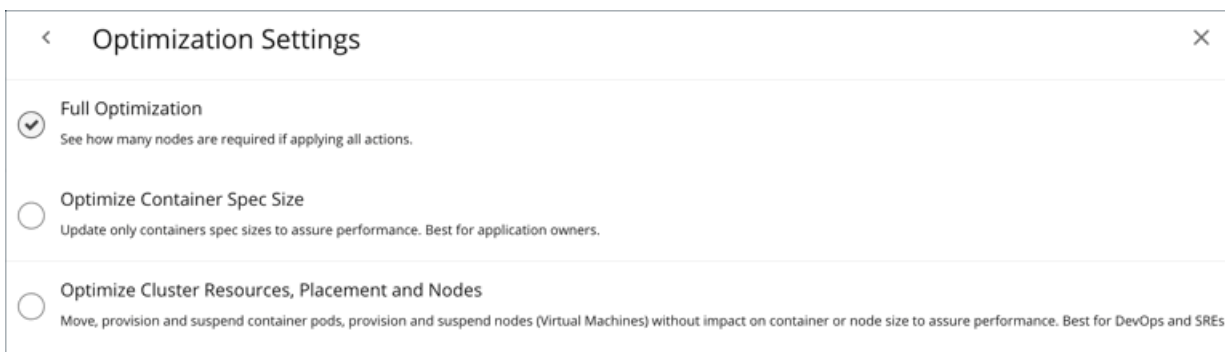 Optimization Settings
Full Optimization
See how many nodes are required if applying all actions.
Optimize Container Spec Size
Update only containers spec sizes to assure performance. Best for application owners.
Optimize Cluster Resources, Placement and Nodes
Move, provision and suspend container pods, provision and suspend nodes (Virtual Machines) without impact on container or node size to assure performance. Best for DevOps and SREs